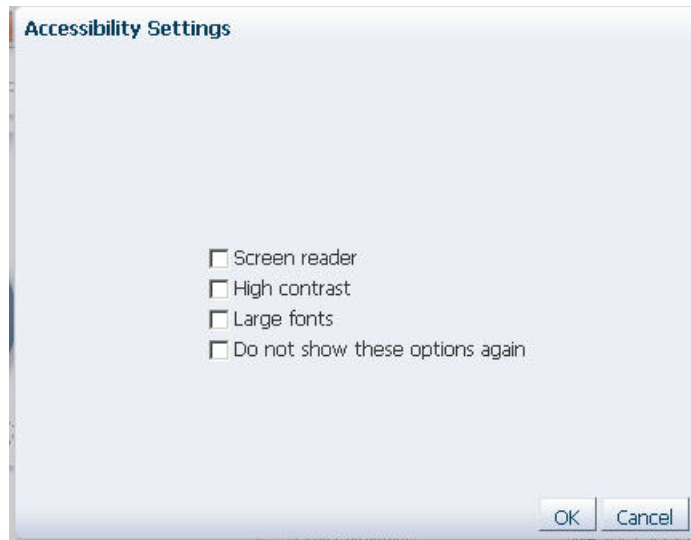 Accessibility Settings
Screen reader
High contrast
Large fonts
Do not show these options again
OK Cancel